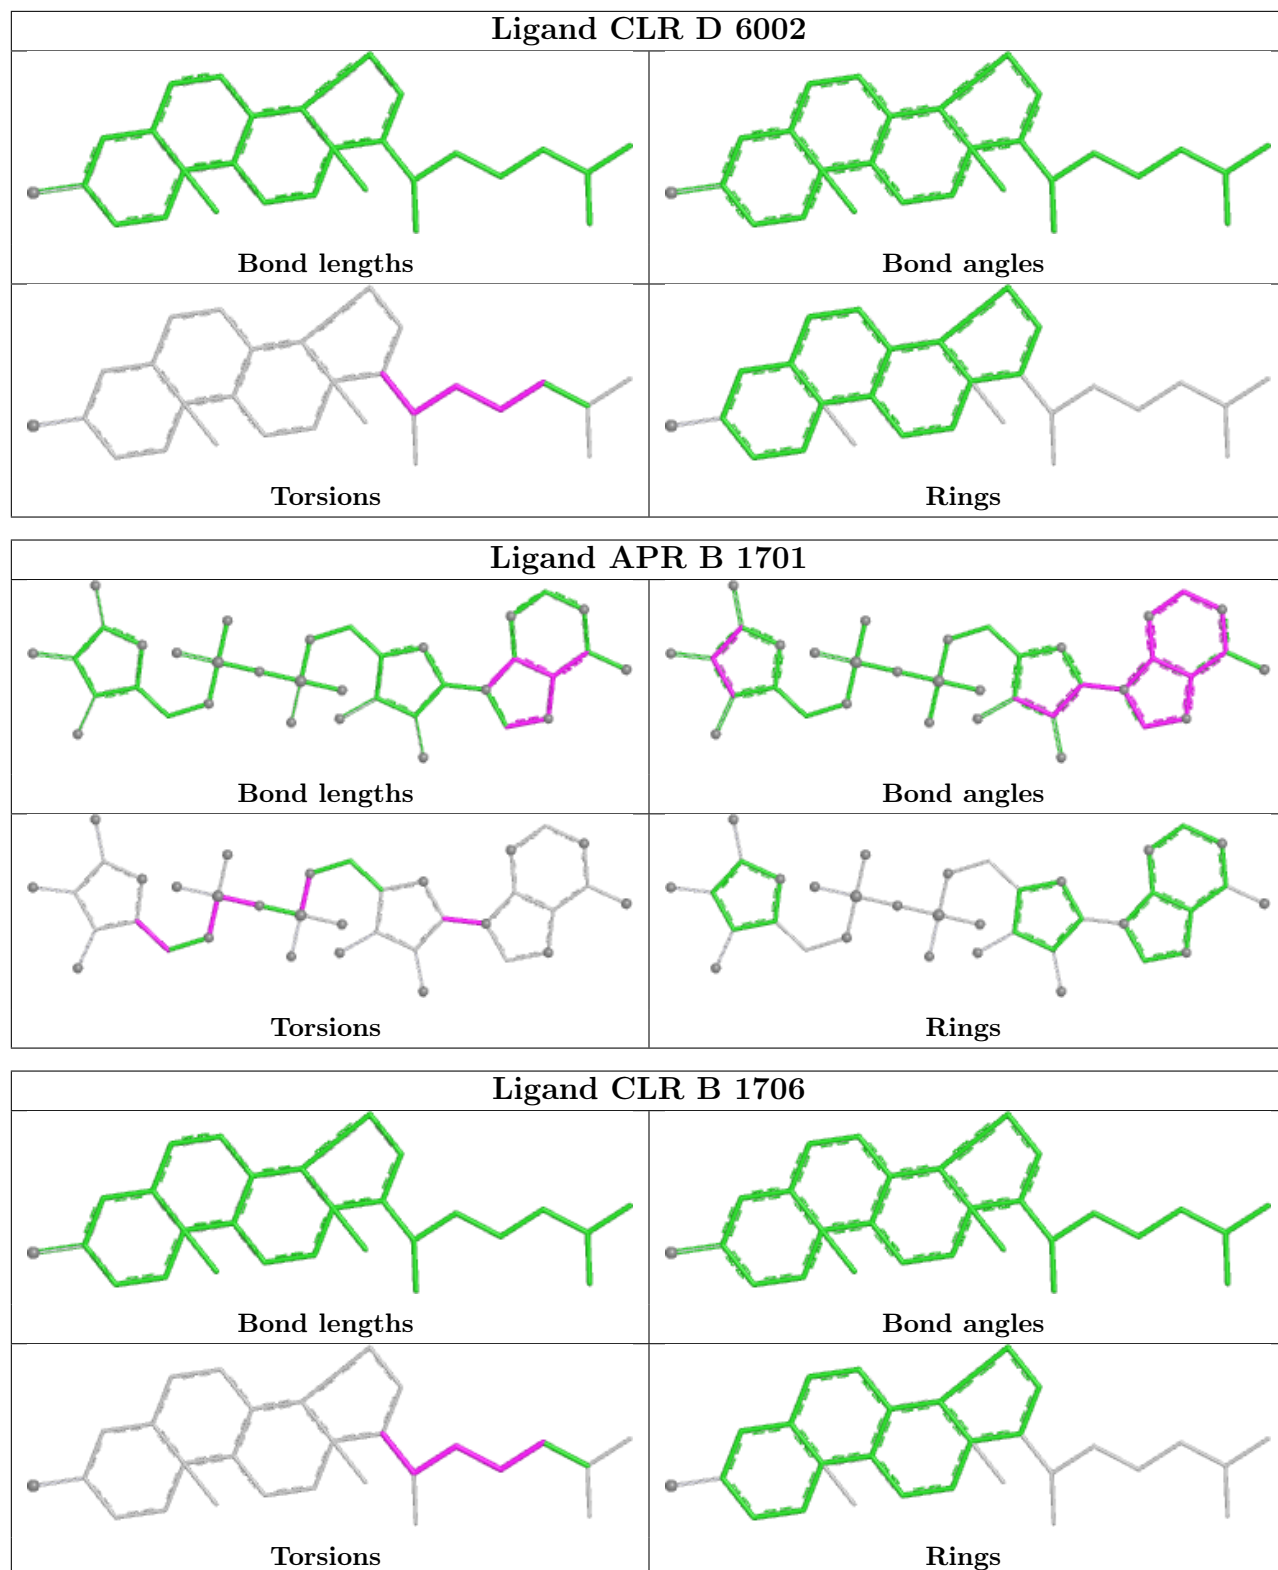 Ligand CLR D 6002
Bond lengths
Bond angles
Torsions
Rings
Ligand APR B 1701
Bond lengths
Bond angles
Torsions
Rings
Ligand CLR B 1706
Bond lengths
Bond angles
Torsions
Rings